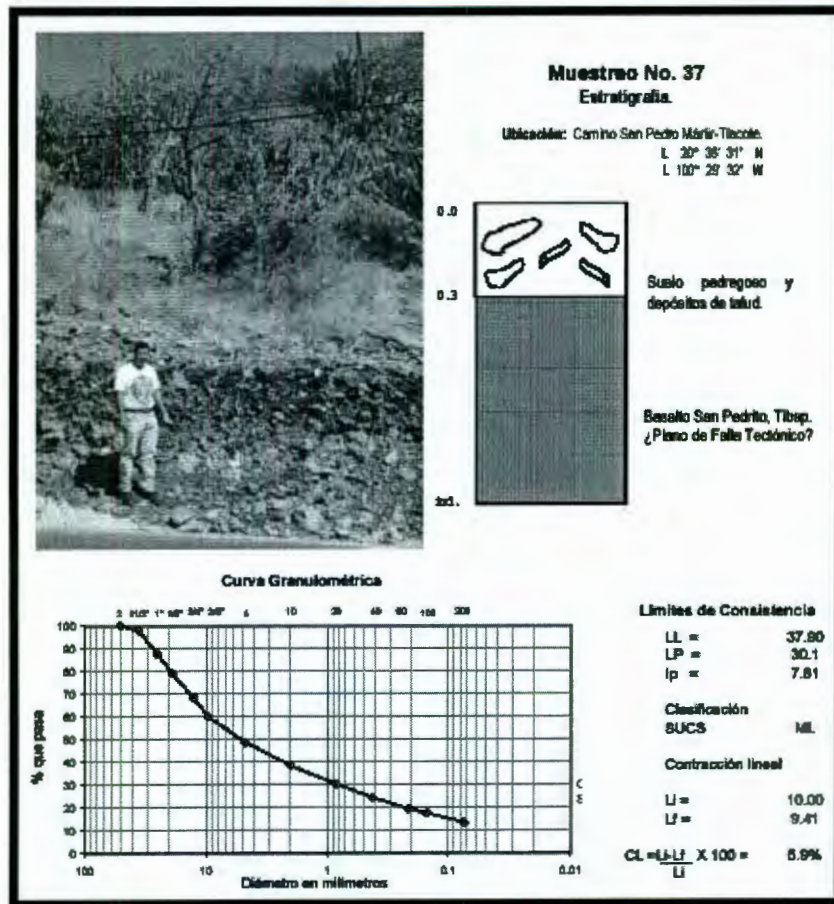 Muestreo No. 37
Estratigrafía.
Ubicación: Camino San Pedro Mártir-Tlacote.
L 20° 36' 31" N
L 100° 29' 32" W
0.0
0.3
Suelo pedregoso y
depósitos de talud.
Basalto San Pedrito, Tbsp.
¿Plano de Falla Tectónico?
Curva Granulométrica
2 1" 3/8" 10 20 40 60 100 200
% que pasa
100
90
80
70
60
50
40
30
20
10
0
100 10 1 0.1 0.01
Diámetro en milímetros
Límites de Consistencia
LL = 37.90
LP = 30.1
Ip = 7.81
Clasificación
SUCS ML
Contracción lineal
Li = 10.00
Lf = 9.41
CL = Li-Lf X 100 = 5.9%
Li